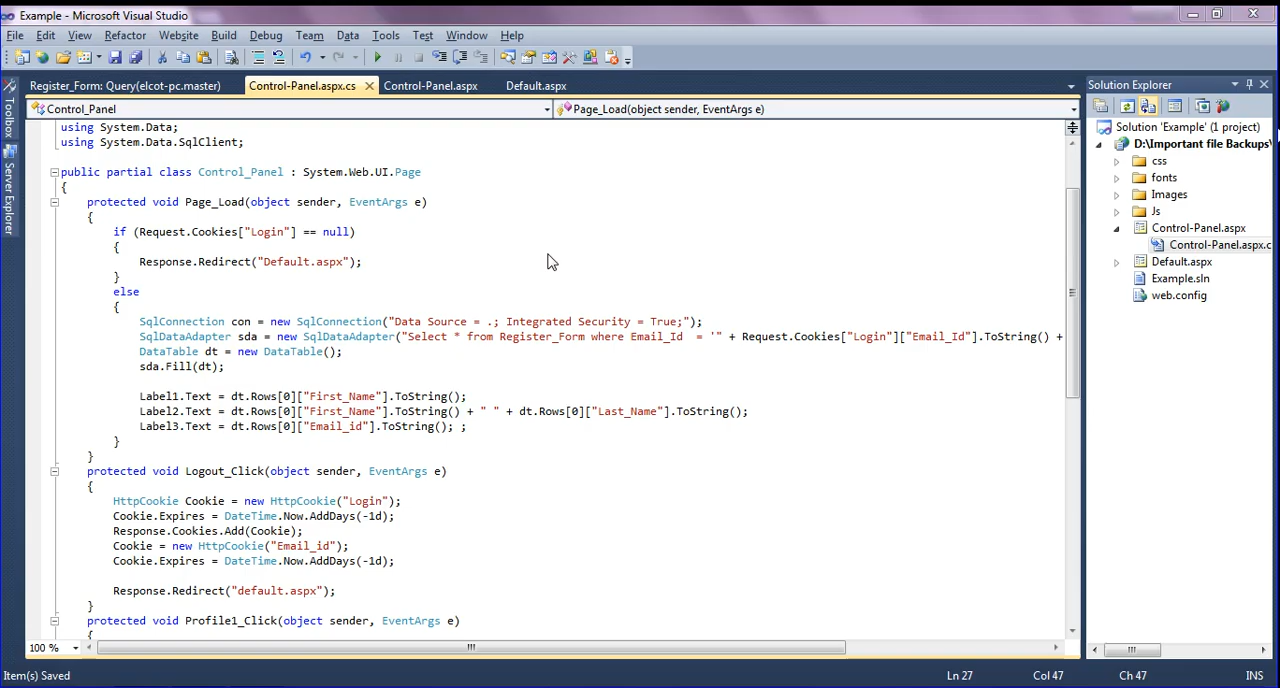 Example - Microsoft Visual Studio
File Edit View Refactor Website Build Debug Team Data Tools Test Window Help
Register_Form: Query(elcot-pc.master) Control-Panel.aspx.cs Control-Panel.aspx Default.aspx
Control_Panel Page_Load(object sender, EventArgs e)
Toolbox
Server Explorer
using System.Data;
using System.Data.SqlClient;
public partial class Control_Panel : System.Web.UI.Page
{
protected void Page_Load(object sender, EventArgs e)
{
if (Request.Cookies["Login"] == null)
{
Response.Redirect("Default.aspx");
}
else
{
SqlConnection con = new SqlConnection("Data Source = .; Integrated Security = True;");
SqlDataAdapter sda = new SqlDataAdapter("Select * from Register_Form where Email_Id  = '" + Request.Cookies["Login"]["Email_Id"].ToString() +
DataTable dt = new DataTable();
sda.Fill(dt);
Label1.Text = dt.Rows[0]["First_Name"].ToString();
Label2.Text = dt.Rows[0]["First_Name"].ToString() + " " + dt.Rows[0]["Last_Name"].ToString();
Label3.Text = dt.Rows[0]["Email_id"].ToString(); ;
}
}
protected void Logout_Click(object sender, EventArgs e)
{
HttpCookie Cookie = new HttpCookie("Login");
Cookie.Expires = DateTime.Now.AddDays(-1d);
Response.Cookies.Add(Cookie);
Cookie = new HttpCookie("Email_id");
Cookie.Expires = DateTime.Now.AddDays(-1d);
Response.Redirect("default.aspx");
}
protected void Profile1_Click(object sender, EventArgs e)
{
100 %
Solution Explorer
Solution 'Example' (1 project)
D:\Important file Backups\
css
fonts
Images
Js
Control-Panel.aspx
Control-Panel.aspx.c
Default.aspx
Example.sln
web.config
Item(s) Saved Ln 27 Col 47 Ch 47 INS